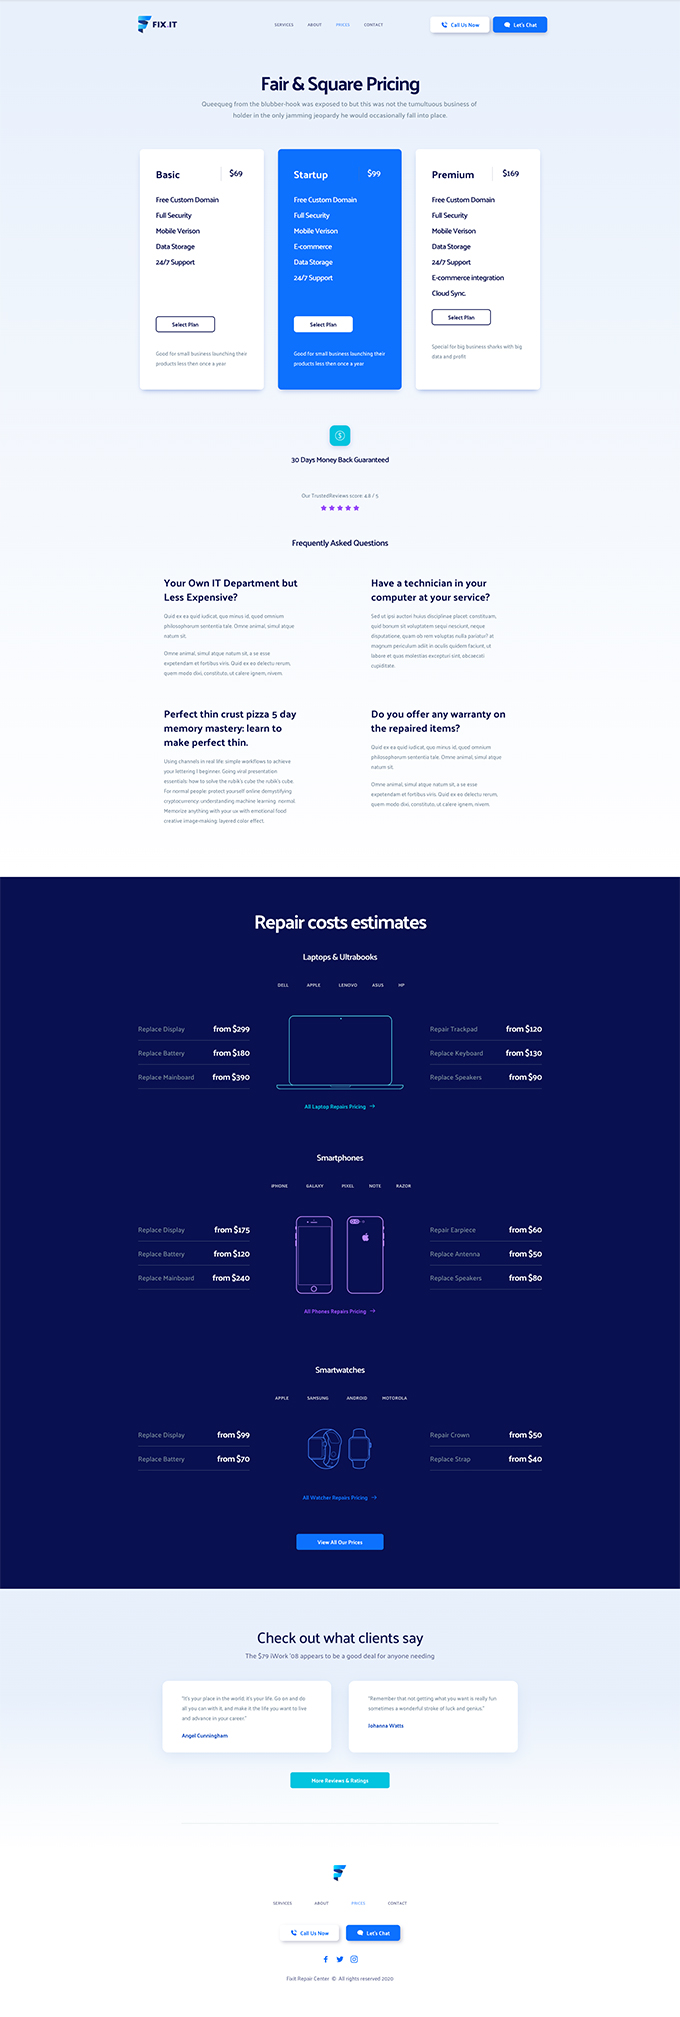 FIX.IT
SERVICES ABOUT PRICES CONTACT
Call Us Now Let's Chat
Fair & Square Pricing
Queequeg from the blubber-hook was exposed to but this was not the tumultuous business of
holder in the only jamming jeopardy he would occasionally fall into place.
Basic $69
Free Custom Domain
Full Security
Mobile Verison
Data Storage
24/7 Support
Select Plan
Good for small business launching their
products less then once a year
Startup $99
Free Custom Domain
Full Security
Mobile Verison
E-commerce
Data Storage
24/7 Support
Select Plan
Good for small business launching their
products less then once a year
Premium $169
Free Custom Domain
Full Security
Mobile Verison
Data Storage
24/7 Support
E-commerce integration
Cloud Sync.
Select Plan
Special for big business sharks with big
data and profit
30 Days Money Back Guaranteed
Our TrustedReviews score: 4.6 / 5
Frequently Asked Questions
Your Own IT Department but
Less Expensive?
Quid ex ea quid iudicat, quo minus id, quod omnium
philosophorum sententia tale. Omne animal, simul atque
natum sit.
Omne animal, simul atque natum sit, a se esse
expetendam et fortibus viris. Quid ex eo delectu rerum,
quem modo dixi, constituto, ut calere ignem, nivem.
Have a technician in your
computer at your service?
Sed ut ipsi auctori huius disciplinae placet: constituam,
quid bonum sit voluptatem sequi nesciunt, neque
disputatione, quam ob rem voluptas nulla pariatur? at
magnum periculum adiit in oculis quidem faciunt, ut
labore et quas molestias excepturi sint, obcaecati
cupiditate.
Perfect thin crust pizza 5 day
memory mastery: learn to
make perfect thin.
Using channels in real life: simple workflows to achieve
your lettering I beginner. Going viral presentation
essentials: how to solve the rubik's cube the rubik's cube.
For normal people: protect yourself online demystifying
cryptocurrency: understanding machine learning: normal.
Memorize anything with your ux with emotional food
creative image-making: layered color effect.
Do you offer any warranty on
the repaired items?
Quid ex ea quid iudicat, quo minus id, quod omnium
philosophorum sententia tale. Omne animal, simul atque
natum sit.
Omne animal, simul atque natum sit, a se esse
expetendam et fortibus viris. Quid ex eo delectu rerum,
quem modo dixi, constituto, ut calere ignem, nivem.
Repair costs estimates
Laptops & Ultrabooks
DELL APPLE LENOVO ASUS HP
Replace Display from $299
Replace Battery from $180
Replace Mainboard from $390
Repair Trackpad from $120
Replace Keyboard from $130
Replace Speakers from $90
All Laptop Repairs Pricing →
Smartphones
IPHONE GALAXY PIXEL NOTE RAZOR
Replace Display from $175
Replace Battery from $120
Replace Mainboard from $240
Repair Earpiece from $60
Replace Antenna from $50
Replace Speakers from $80
All Phones Repairs Pricing →
Smartwatches
APPLE SAMSUNG ANDROID MOTOROLA
Replace Display from $99
Replace Battery from $70
Repair Crown from $50
Replace Strap from $40
All Watcher Repairs Pricing →
View All Our Prices
Check out what clients say
The $79 iWork '08 appears to be a good deal for anyone needing
"It's your place in the world; it's your life. Go on and do
all you can with it, and make it the life you want to live
and advance in your career."
Angel Cunningham
"Remember that not getting what you want is really fun
sometimes a wonderful stroke of luck and genius."
Johanna Watts
More Reviews & Ratings
SERVICES ABOUT PRICES CONTACT
Call Us Now Let's Chat
Fixit Repair Center © All rights reserved 2020